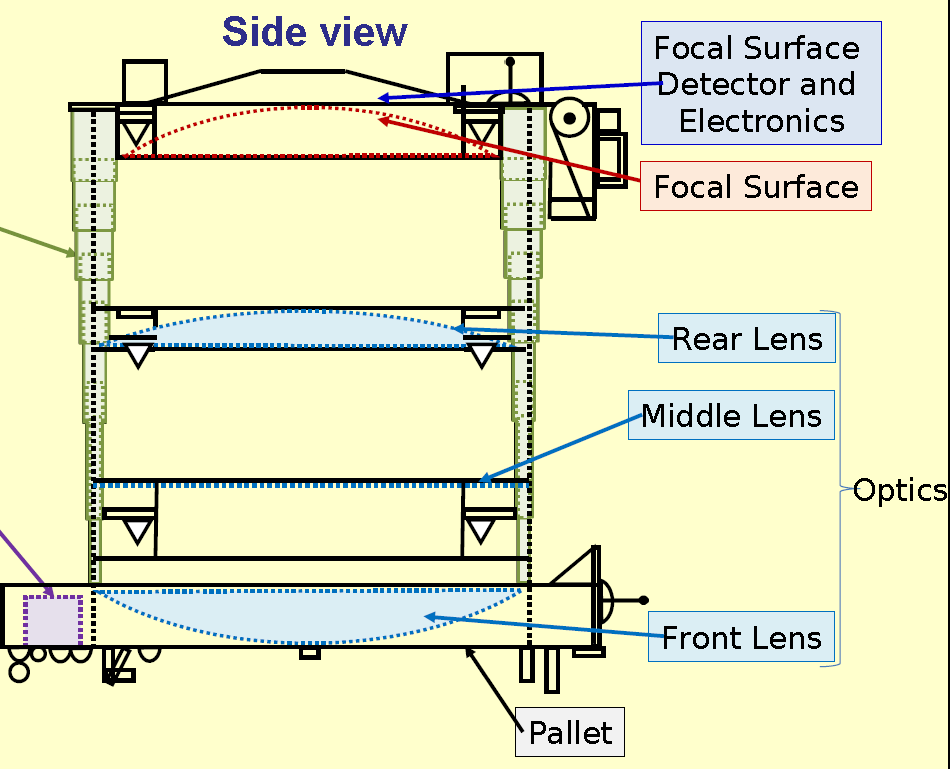 Side view
Focal Surface
Detector and
Electronics
Focal Surface
Rear Lens
Middle Lens
Optics
Front Lens
Pallet